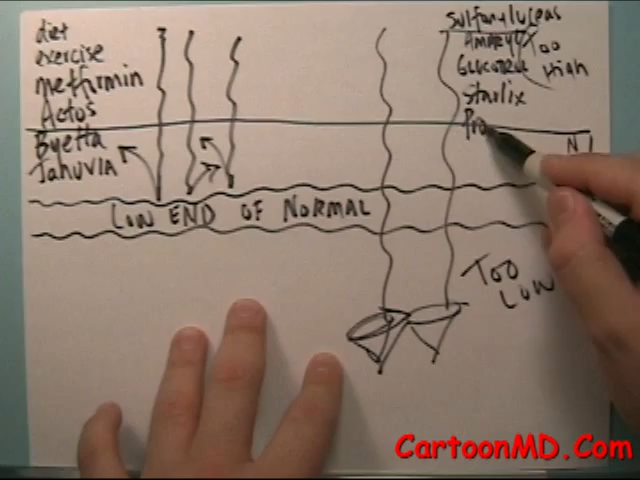 diet
exercise
metformin
Actos
Byetta
Januvia
Sulfonylureas
Amaryl
Too
Glucotrol
High
Starlix
Pra
N
LOW END OF NORMAL
Too
Low
CartoonMD.Com